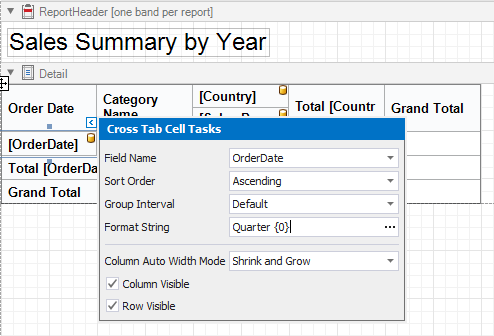 ReportHeader [one band per report]
Sales Summary by Year
Detail
Order Date
Category Name
[Country]
Total [Countr
Grand Total
[OrderDate]
Total [OrderDa
Grand Total
Cross Tab Cell Tasks
Field Name OrderDate
Sort Order Ascending
Group Interval Default
Format String Quarter {0} ...
Column Auto Width Mode Shrink and Grow
Column Visible
Row Visible